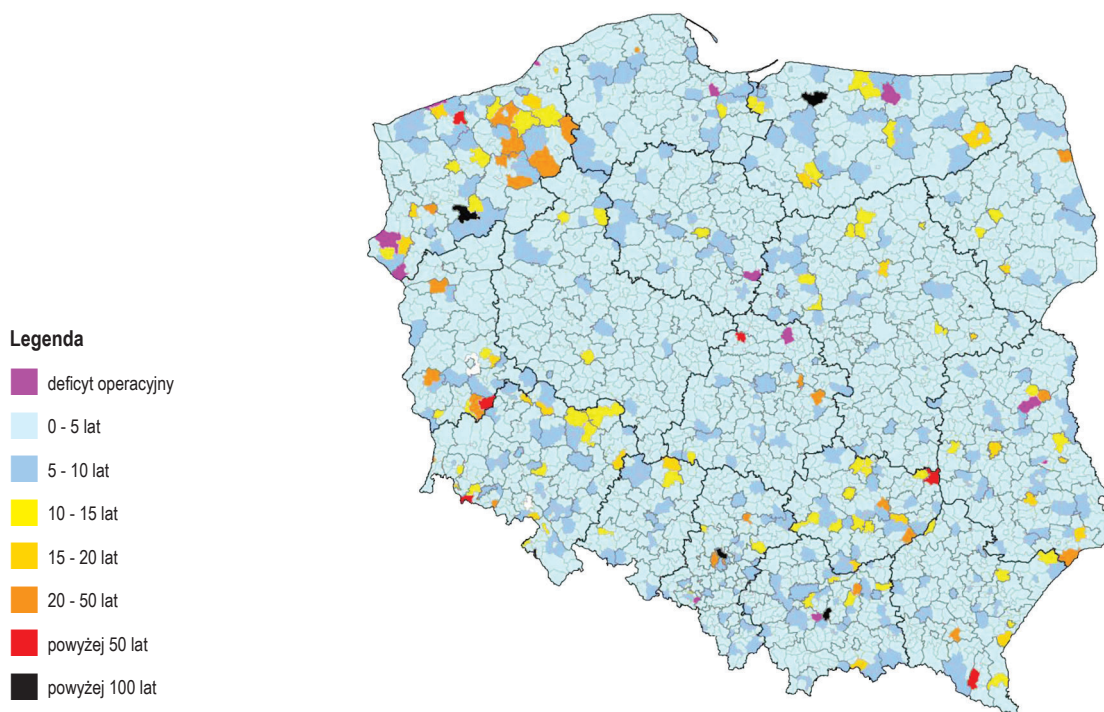 Legenda
deficyt operacyjny
0 - 5 lat
5 - 10 lat
10 - 15 lat
15 - 20 lat
20 - 50 lat
powyżej 50 lat
powyżej 100 lat